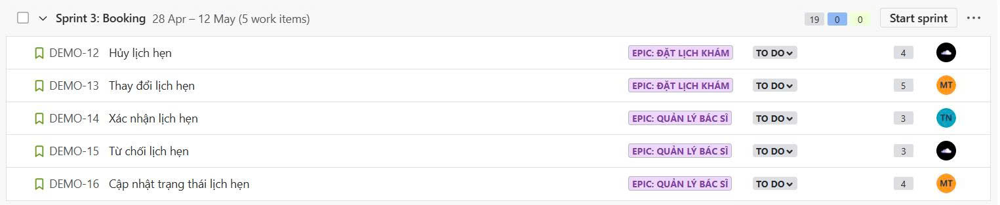 Sprint 3: Booking 28 Apr – 12 May (5 work items) 19 0 0 Start sprint
DEMO-12 Hủy lịch hẹn EPIC: ĐẶT LỊCH KHÁM TO DO 4
DEMO-13 Thay đổi lịch hẹn EPIC: ĐẶT LỊCH KHÁM TO DO 5 MT
DEMO-14 Xác nhận lịch hẹn EPIC: QUẢN LÝ BÁC SĨ TO DO 3 TN
DEMO-15 Từ chối lịch hẹn EPIC: QUẢN LÝ BÁC SĨ TO DO 3
DEMO-16 Cập nhật trạng thái lịch hẹn EPIC: QUẢN LÝ BÁC SĨ TO DO 4 MT